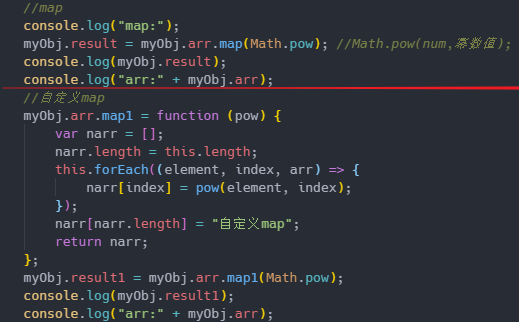 //map
console.log("map:");
myObj.result = myObj.arr.map(Math.pow); //Math.pow(num,幂数值);
console.log(myObj.result);
console.log("arr:" + myObj.arr);
//自定义map
myObj.arr.map1 = function (pow) {
    var narr = [];
    narr.length = this.length;
    this.forEach((element, index, arr) => {
        narr[index] = pow(element, index);
    });
    narr[narr.length] = "自定义map";
    return narr;
};
myObj.result1 = myObj.arr.map1(Math.pow);
console.log(myObj.result1);
console.log("arr:" + myObj.arr);